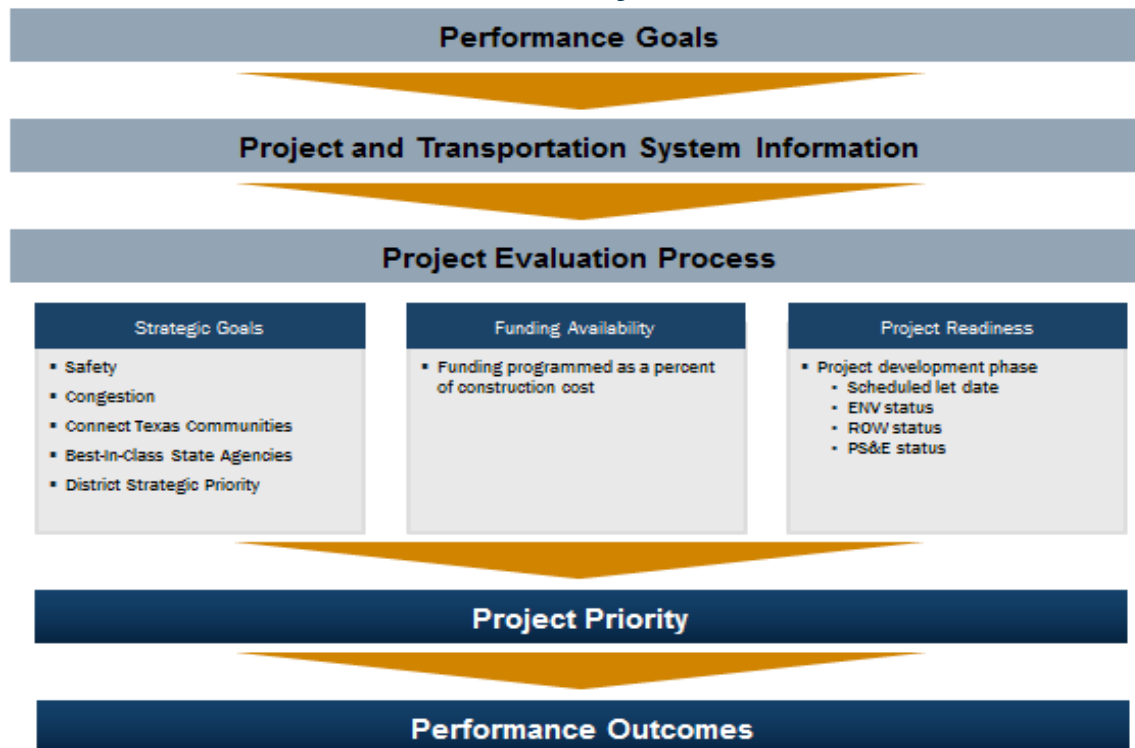 Performance Goals
Project and Transportation System Information
Project Evaluation Process
Strategic Goals
▪ Safety
▪ Congestion
▪ Connect Texas Communities
▪ Best-In-Class State Agencies
▪ District Strategic Priority
Funding Availability
▪ Funding programmed as a percent
of construction cost
Project Readiness
▪ Project development phase
▪ Scheduled let date
▪ ENV status
▪ ROW status
▪ PS&E status
Project Priority
Performance Outcomes